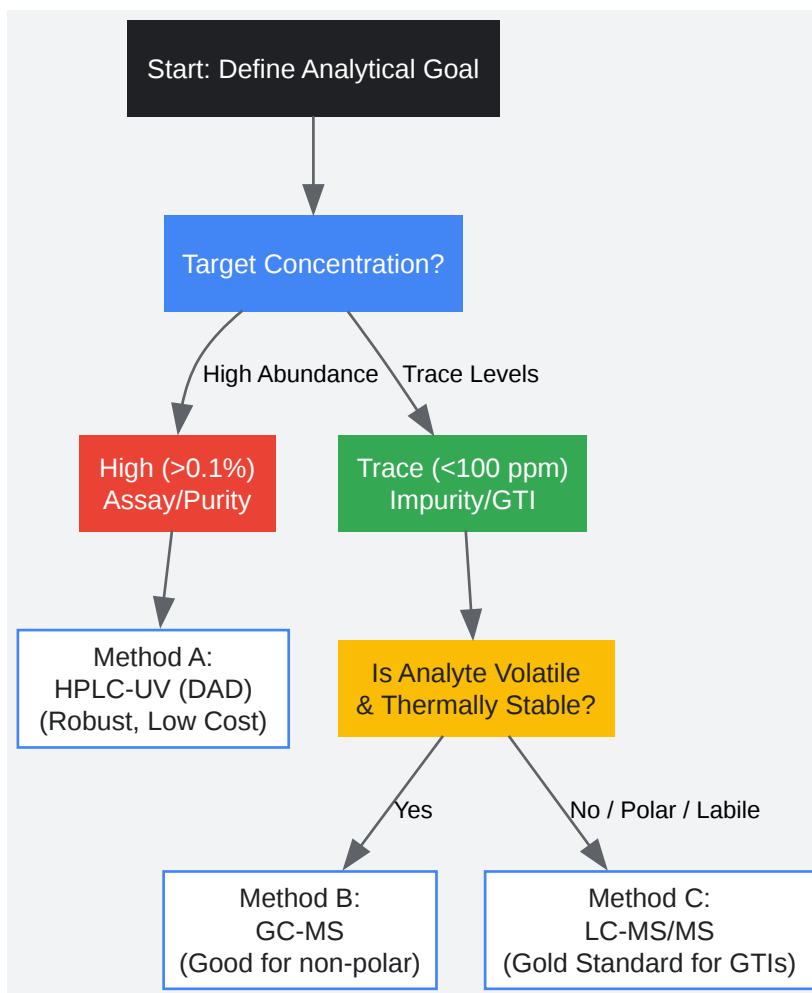 Start: Define Analytical Goal
Target Concentration?
High Abundance
Trace Levels
High (>0.1%)
Assay/Purity
Trace (<100 ppm)
Impurity/GTI
Method A:
HPLC-UV (DAD)
(Robust, Low Cost)
Is Analyte Volatile
& Thermally Stable?
Yes
No / Polar / Labile
Method B:
GC-MS
(Good for non-polar)
Method C:
LC-MS/MS
(Gold Standard for GTIs)